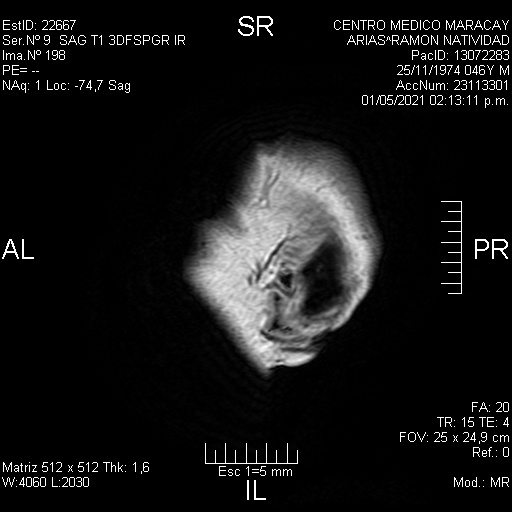 EstID: 22667
Ser.Nº 9 SAG T1 3DFSPGR IR
Ima.Nº 198
PE= --
NAq: 1 Loc: -74,7 Sag
SR
CENTRO MEDICO MARACAY
ARIAS^RAMON NATIVIDAD
PacID: 13072283
25/11/1974 046Y M
AccNum: 23113301
01/05/2021 02:13:11 p.m.
AL
PR
Matriz 512 x 512 Thk: 1,6
W:4060 L:2030
Esc 1=5 mm
IL
FA: 20
TR: 15 TE: 4
FOV: 25 x 24,9 cm
Ref.: 0
Mod.: MR